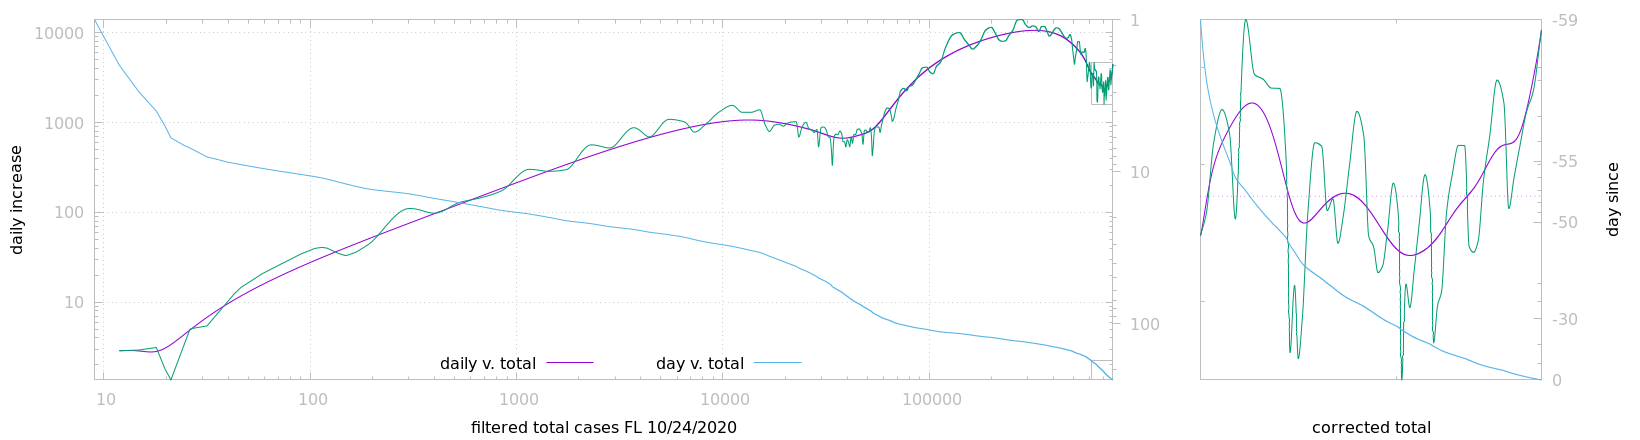 10000
1000
100
10
daily increase
10
100
1000
10000
100000
filtered total cases FL 10/24/2020
daily v. total
day v. total
1
10
100
-59
-55
-50
-30
0
day since
corrected total